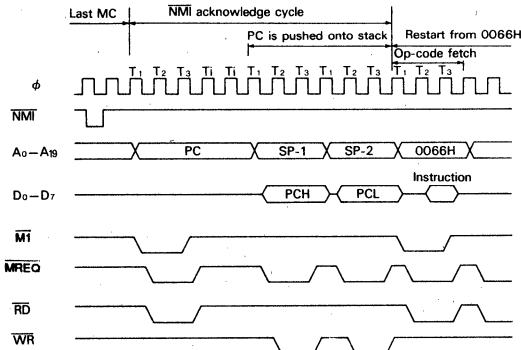 Last MC
NMI acknowledge cycle
PC is pushed onto stack
Restart from 0066H
Op-code fetch
T1 T2 T3 Ti Ti T1 T2 T3 T1 T2 T3 T1 T2 T3
φ
NMI
A0—A19 PC SP-1 SP-2 0066H
Instruction
D0—D7 PCH PCL
M1
MREQ
RD
WR